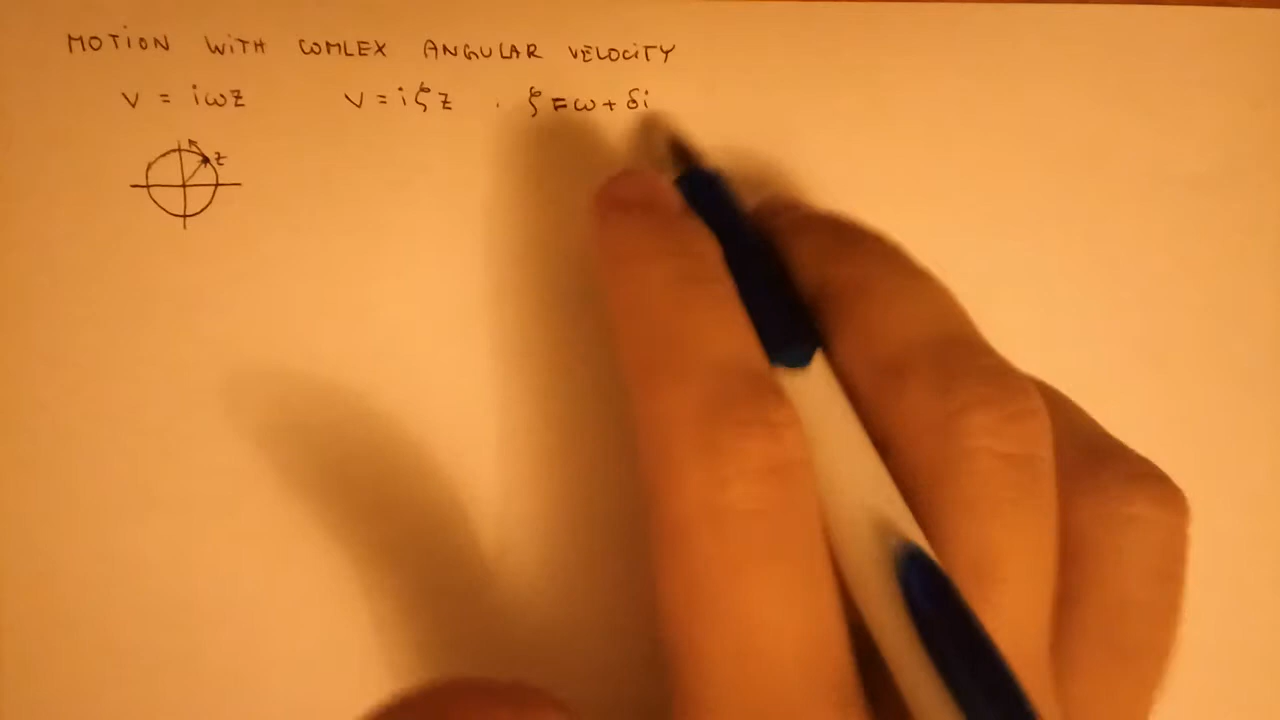 MOTION WITH COMLEX ANGULAR VELOCITY
V = iωz V = iζz . ξ = ω + δi
z